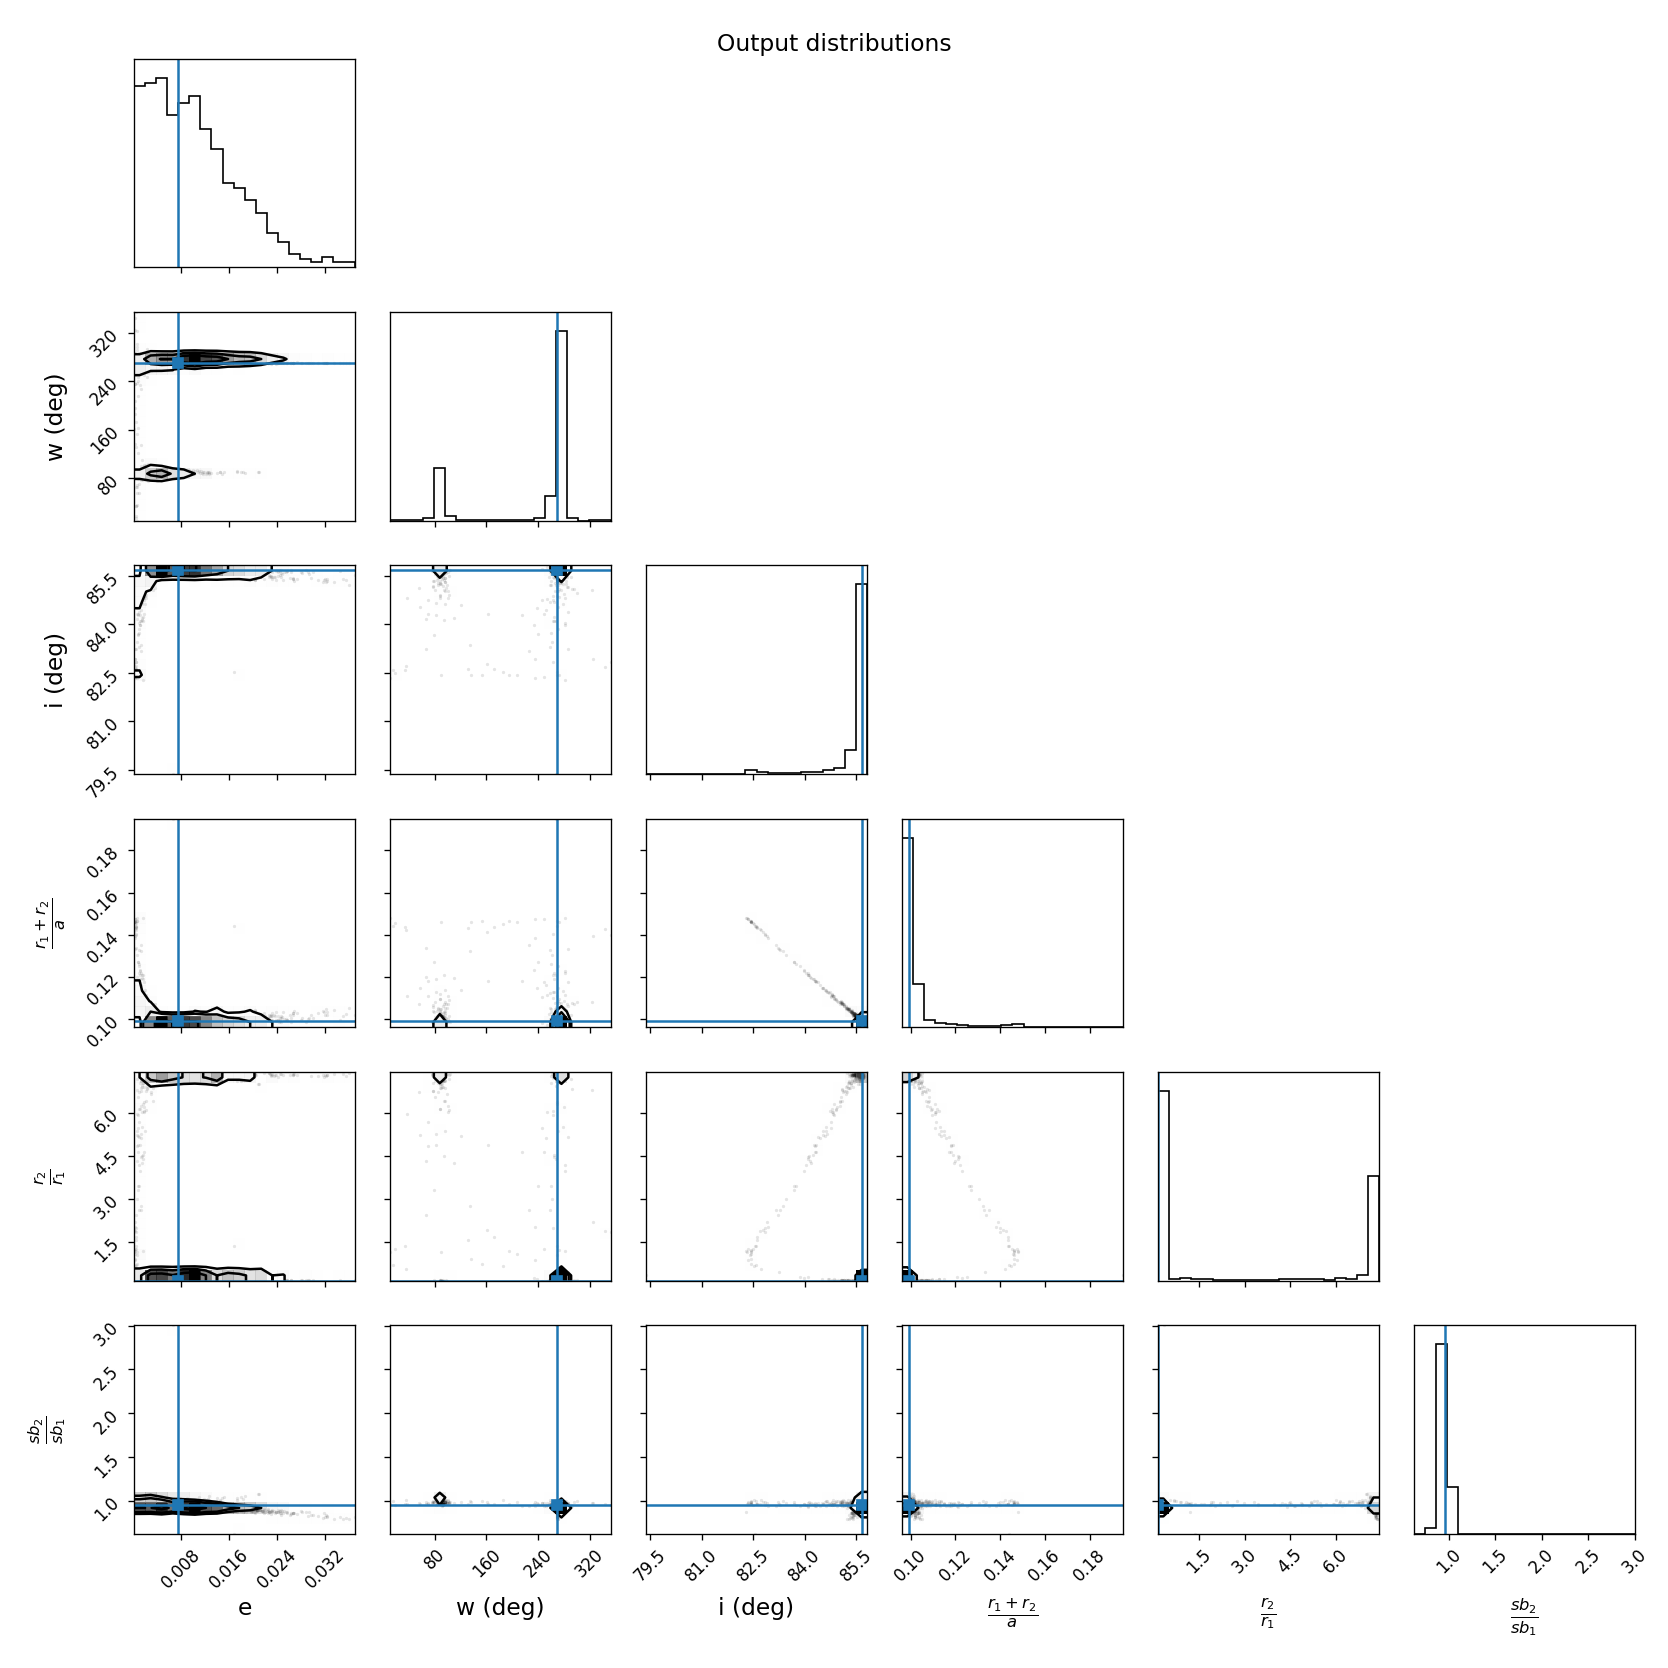 Output distributions
w (deg)
320
240
160
80
i (deg)
85.5
84.0
82.5
81.0
79.5
r1 + r2
a
0.18
0.16
0.14
0.12
0.10
r2
r1
6.0
4.5
3.0
1.5
sb2
sb1
3.0
2.5
2.0
1.5
1.0
0.008 0.016 0.024 0.032 80 160 240 320 79.5 81.0 82.5 84.0 85.5 0.10 0.12 0.14 0.16 0.18 1.5 3.0 4.5 6.0 1.0 1.5 2.0 2.5 3.0
e w (deg) i (deg) r1 + r2 r2 sb2
a r1 sb1